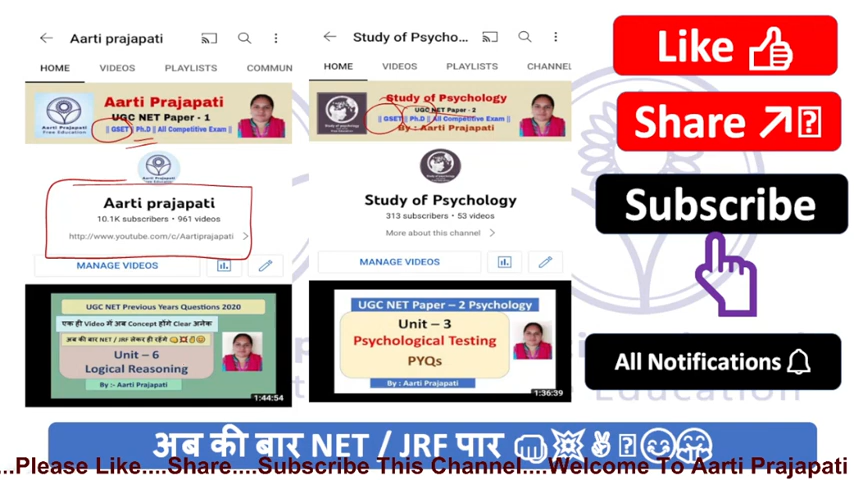 Aarti prajapati
HOME VIDEOS PLAYLISTS COMMUN
Aarti Prajapati
UGC NET Paper - 1
|| GSET || Ph.D || All Competitive Exam ||
Aarti Prajapati
Free Education
Aarti prajapati
10.1K subscribers • 961 videos
http://www.youtube.com/c/Aartiprajapati
MANAGE VIDEOS
UGC NET Previous Years Questions 2020
एक ही Video में अब Concept होंगे Clear अनेक
अब की बार NET / JRF लेकर ही रहेंगे
Unit – 6
Logical Reasoning
By :- Aarti Prajapati
1:44:54
Study of Psycho...
HOME VIDEOS PLAYLISTS CHANNEL
Study of Psychology
UGC NET Paper - 2
|| GSET || Ph.D || All Competitive Exam ||
By : Aarti Prajapati
Study of Psychology
313 subscribers • 53 videos
More about this channel
MANAGE VIDEOS
UGC NET Paper – 2 Psychology
Unit – 3
Psychological Testing
PYQs
By : Aarti Prajapati
1:36:39
Like
Share
Subscribe
All Notifications
Education
अब की बार NET / JRF पार
...Please Like....Share....Subscribe This Channel....Welcome To Aarti Prajapati